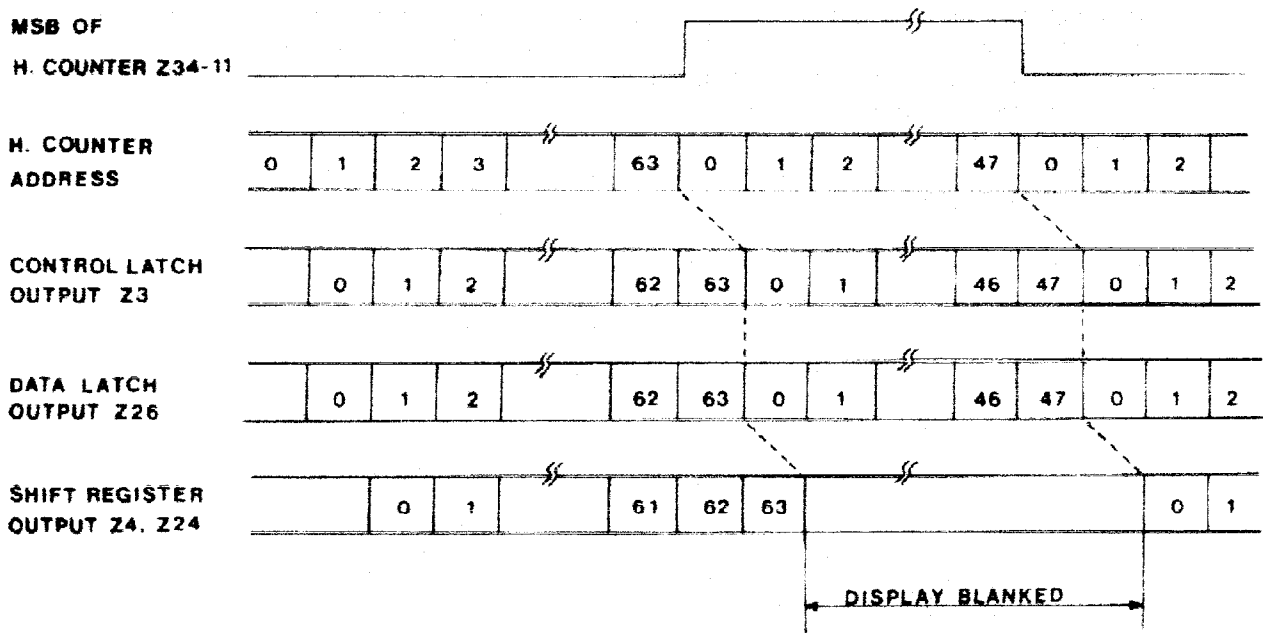 MSB OF
H. COUNTER Z34-11
H. COUNTER
ADDRESS
0 1 2 3 63 0 1 2 47 0 1 2
CONTROL LATCH
OUTPUT Z3
0 1 2 62 63 0 1 46 47 0 1 2
DATA LATCH
OUTPUT Z26
0 1 2 62 63 0 1 46 47 0 1 2
SHIFT REGISTER
OUTPUT Z4, Z24
0 1 61 62 63 0 1
DISPLAY BLANKED